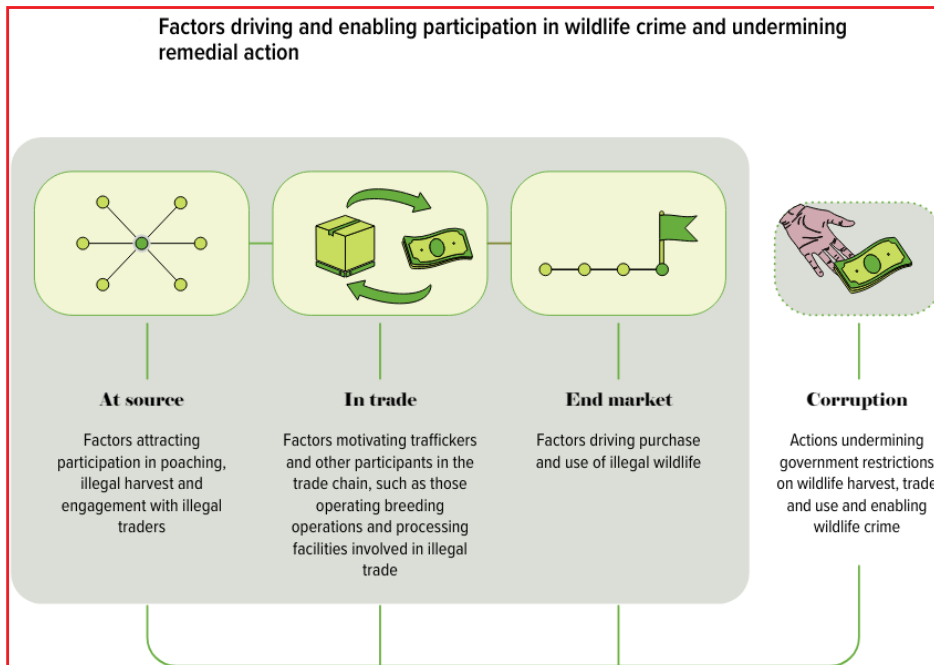 Factors driving and enabling participation in wildlife crime and undermining
remedial action
At source
Factors attracting
participation in poaching,
illegal harvest and
engagement with illegal
traders
In trade
Factors motivating traffickers
and other participants in the
trade chain, such as those
operating breeding
operations and processing
facilities involved in illegal
trade
End market
Factors driving purchase
and use of illegal wildlife
Corruption
Actions undermining
government restrictions
on wildlife harvest, trade
and use and enabling
wildlife crime